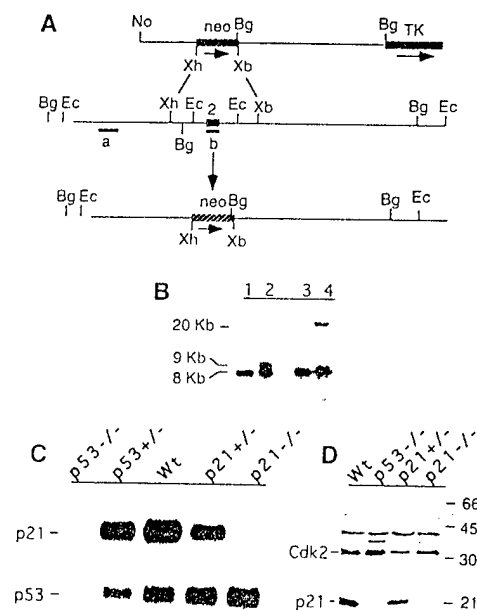 A
No neo Bg Bg TK
Xh Xb
Bg Ec Xh Ec 2 Ec Xb Bg Ec
a Bg b
Bg Ec neo Bg Bg Ec
Xh Xb
B
1 2 3 4
20 Kb
9 Kb
8 Kb
C
p53-/- p53+/- Wt p21+/- p21-/-
p21
p53
D
Wt p53-/- p21+/- p21-/-
66
45
Cdk2 30
p21 21